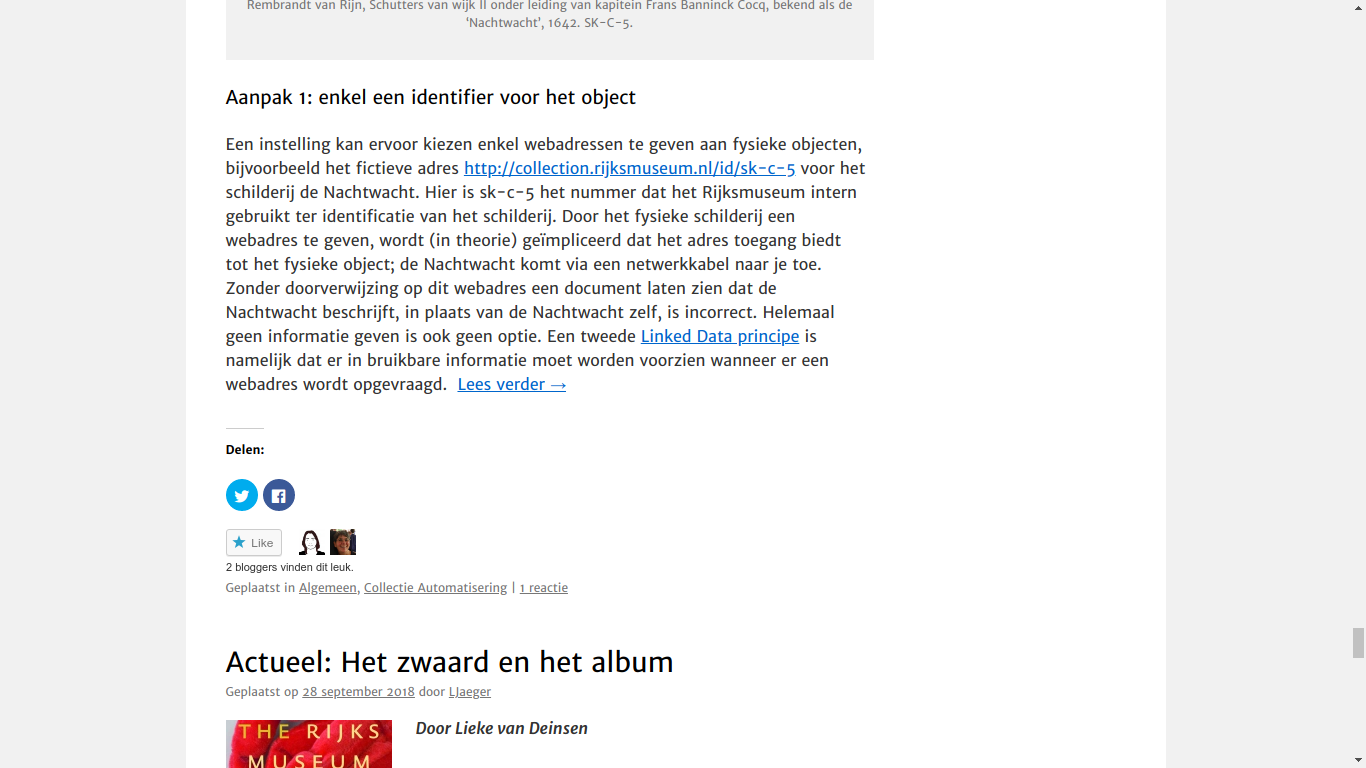 Rembrandt van Rijn, Schutters van wijk II onder leiding van kapitein Frans Banninck Cocq, bekend als de
‘Nachtwacht’, 1642. SK-C-5.
Aanpak 1: enkel een identifier voor het object
Een instelling kan ervoor kiezen enkel webadressen te geven aan fysieke objecten,
bijvoorbeeld het fictieve adres http://collection.rijksmuseum.nl/id/sk-c-5 voor het
schilderij de Nachtwacht. Hier is sk-c-5 het nummer dat het Rijksmuseum intern
gebruikt ter identificatie van het schilderij. Door het fysieke schilderij een
webadres te geven, wordt (in theorie) geïmpliceerd dat het adres toegang biedt
tot het fysieke object; de Nachtwacht komt via een netwerkkabel naar je toe.
Zonder doorverwijzing op dit webadres een document laten zien dat de
Nachtwacht beschrijft, in plaats van de Nachtwacht zelf, is incorrect. Helemaal
geen informatie geven is ook geen optie. Een tweede Linked Data principe is
namelijk dat er in bruikbare informatie moet worden voorzien wanneer er een
webadres wordt opgevraagd. Lees verder →
Delen:
Like
2 bloggers vinden dit leuk.
Geplaatst in Algemeen, Collectie Automatisering | 1 reactie
Actueel: Het zwaard en het album
Geplaatst op 28 september 2018 door LJaeger
Door Lieke van Deinsen
THE RIJKS
MUSEUM